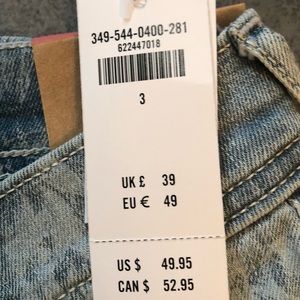 349-544-0400-281
622447018
3
UK £ 39
EU € 49
US $ 49.95
CAN $ 52.95